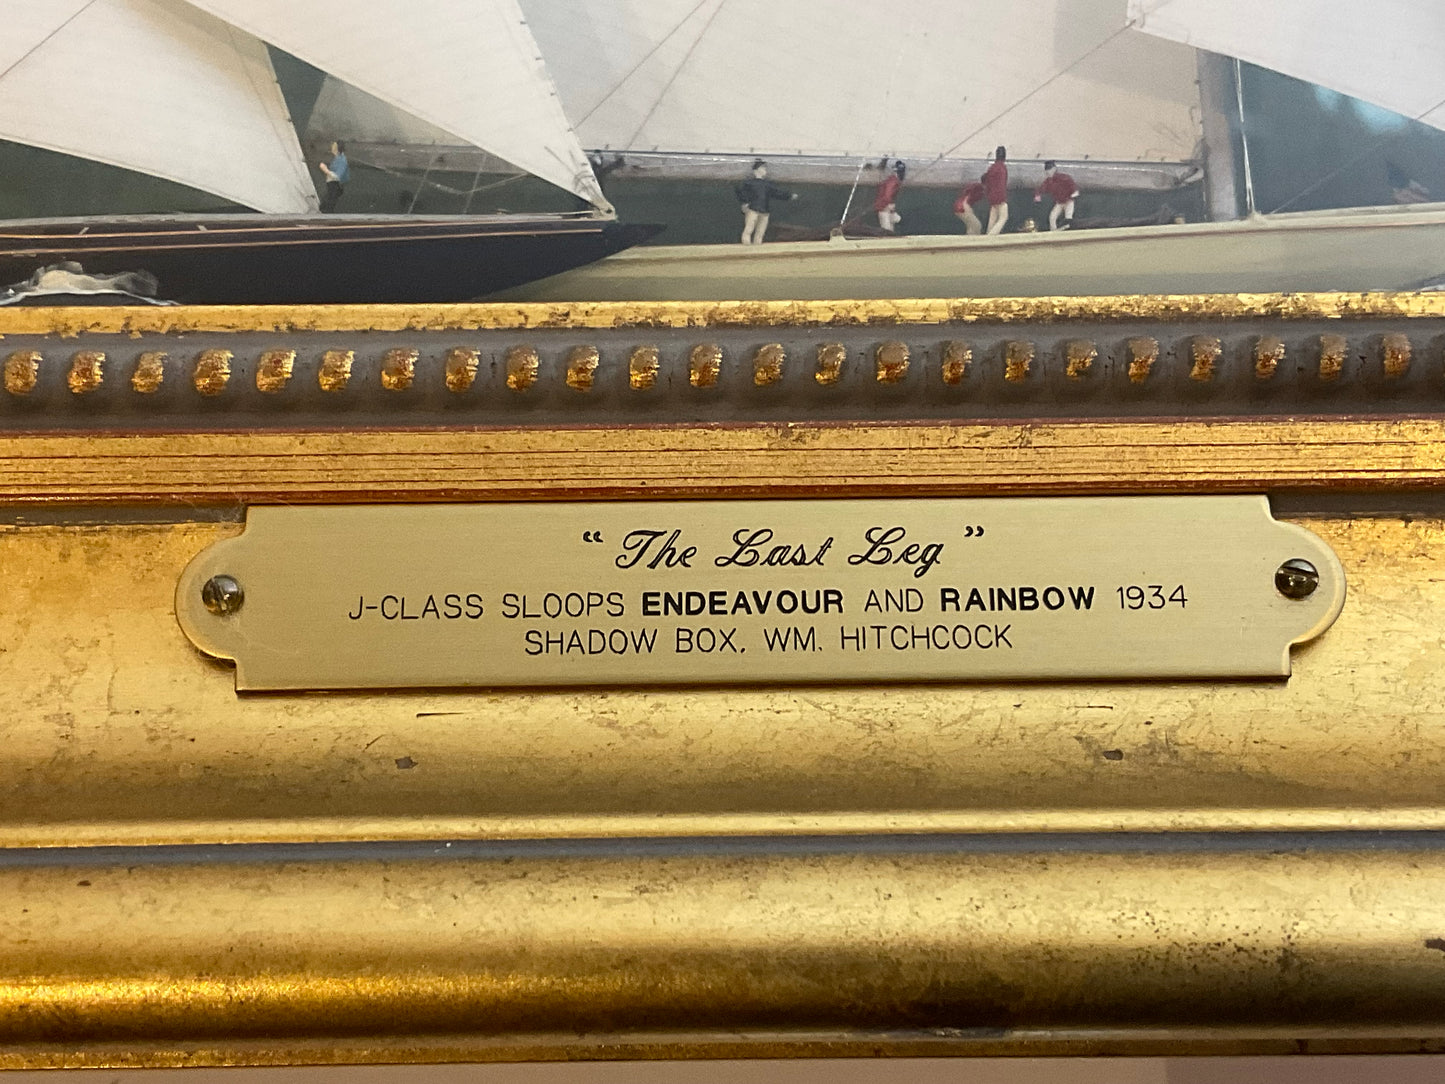 “The Last Leg”
J-CLASS SLOOPS ENDEAVOUR AND RAINBOW 1934
SHADOW BOX, WM. HITCHCOCK